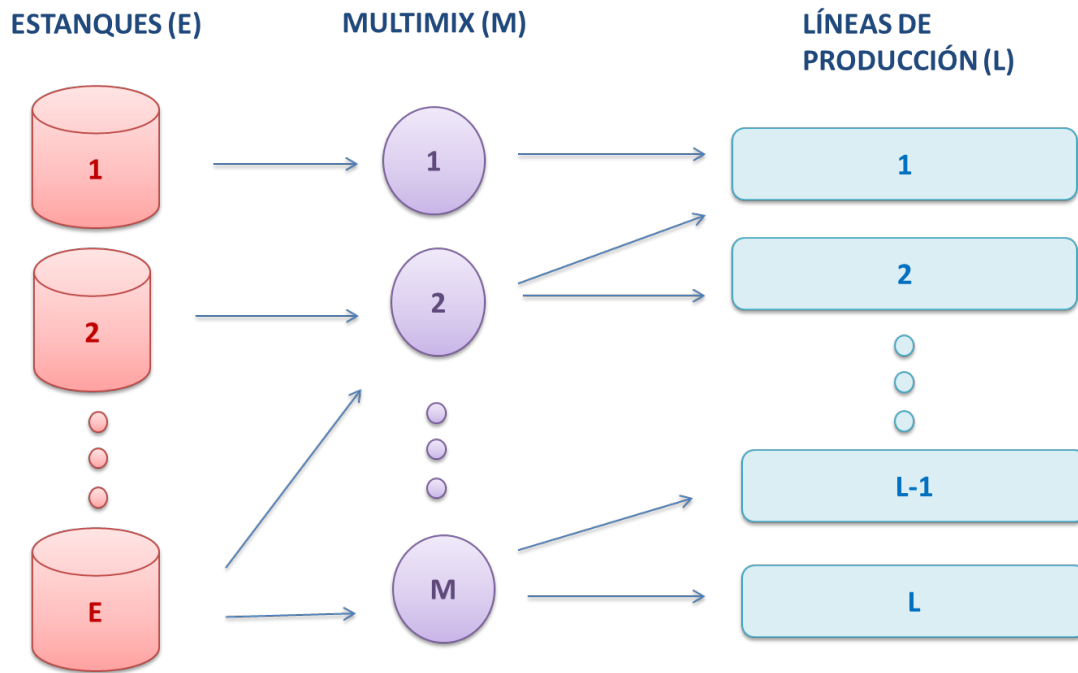 ESTANQUES (E)
MULTIMIX (M)
LÍNEAS DE
PRODUCCIÓN (L)
1
1
1
2
2
2
L-1
E
M
L